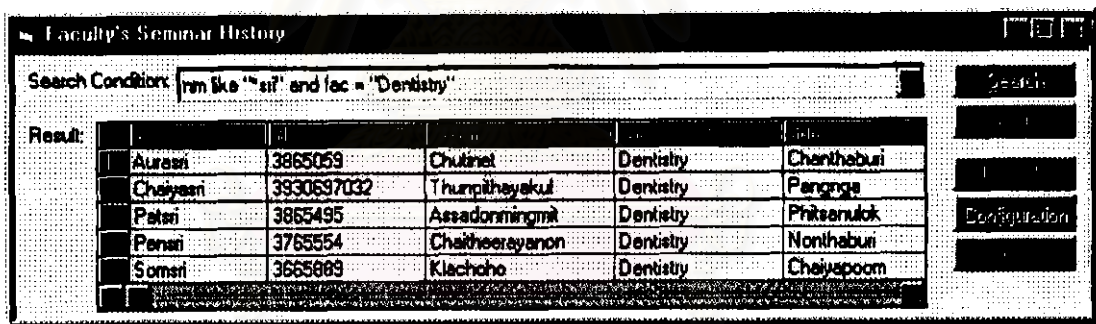 Faculty's Seminar History
Search Condition: nm like "*sri" and fac = "Dentistry"
Search
Result:
Aurasri 3865059 Chutinet Dentistry Chanthaburi
Chaiyasri 3930697032 Thunpithayakul Dentistry Pangnga
Patsri 3865495 Assadornmingmit Dentistry Phitsanulok
Pensri 3765554 Chaitheerayanon Dentistry Nonthaburi
Somsri 3665889 Klachoho Dentistry Chaiyapoom
Configuration